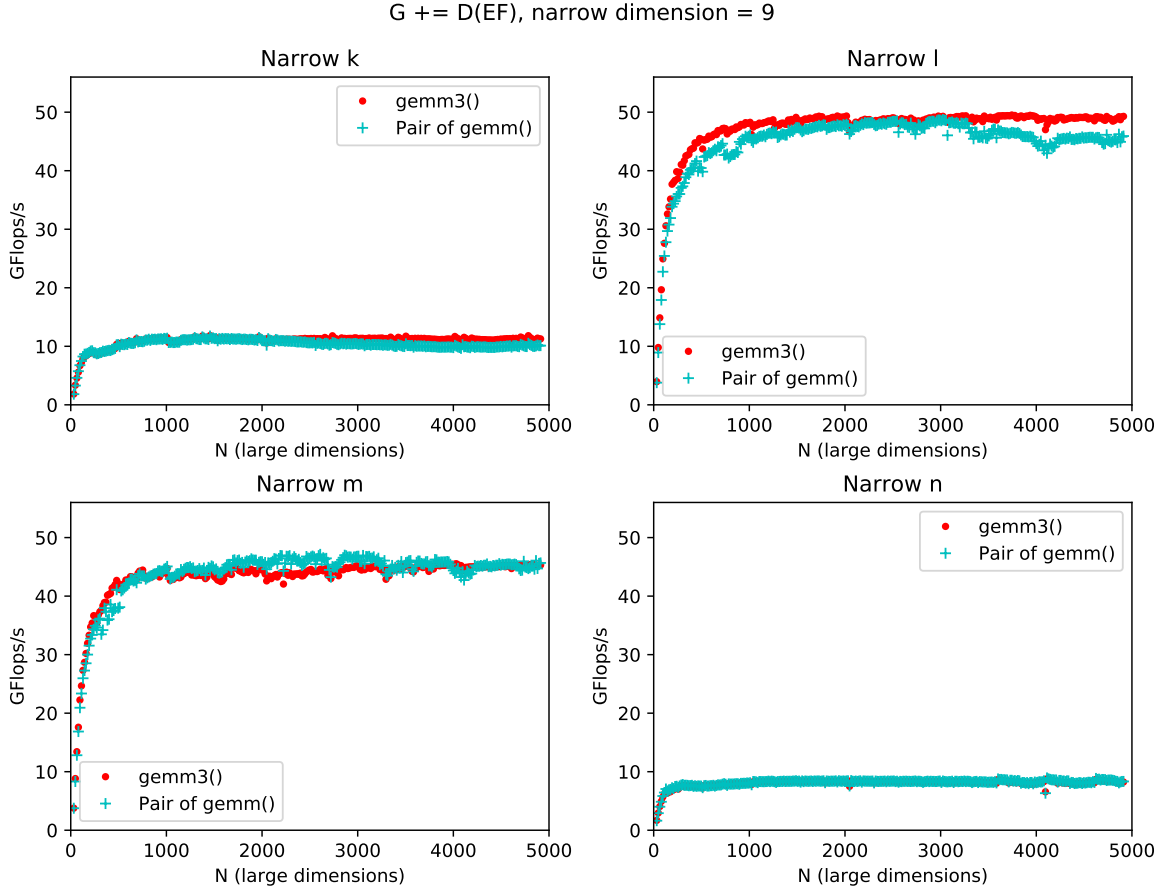 G += D(EF), narrow dimension = 9
Narrow k
GFlops/s
50
40
30
20
10
0
gemm3()
Pair of gemm()
0 1000 2000 3000 4000 5000
N (large dimensions)
Narrow l
GFlops/s
50
40
30
20
10
0
gemm3()
Pair of gemm()
0 1000 2000 3000 4000 5000
N (large dimensions)
Narrow m
GFlops/s
50
40
30
20
10
0
gemm3()
Pair of gemm()
0 1000 2000 3000 4000 5000
N (large dimensions)
Narrow n
GFlops/s
50
40
30
20
10
0
gemm3()
Pair of gemm()
0 1000 2000 3000 4000 5000
N (large dimensions)